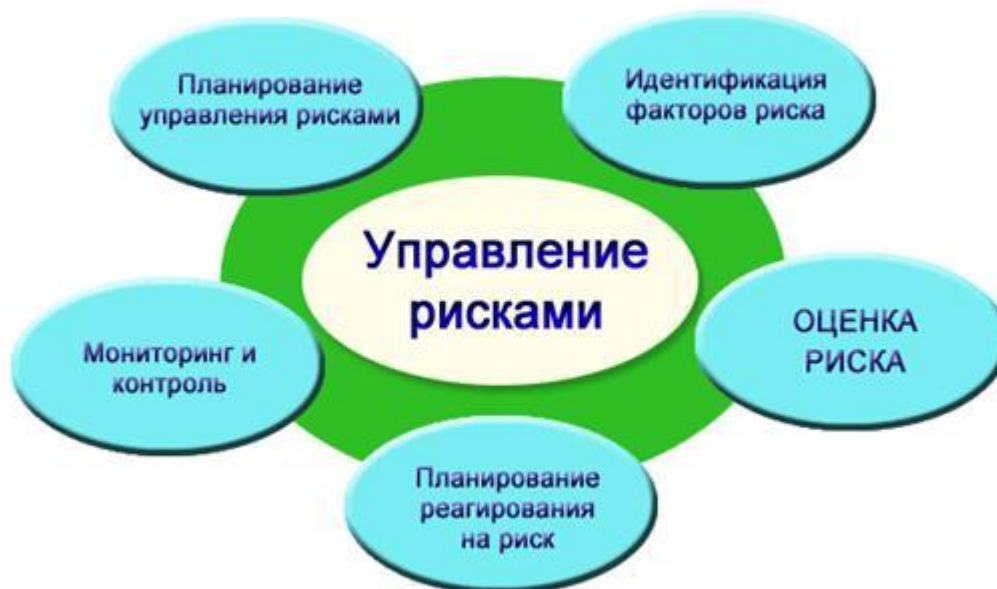 Планирование
управления рисками
Идентификация
факторов риска
Управление
рисками
ОЦЕНКА
РИСКА
Мониторинг и
контроль
Планирование
реагирования
на риск